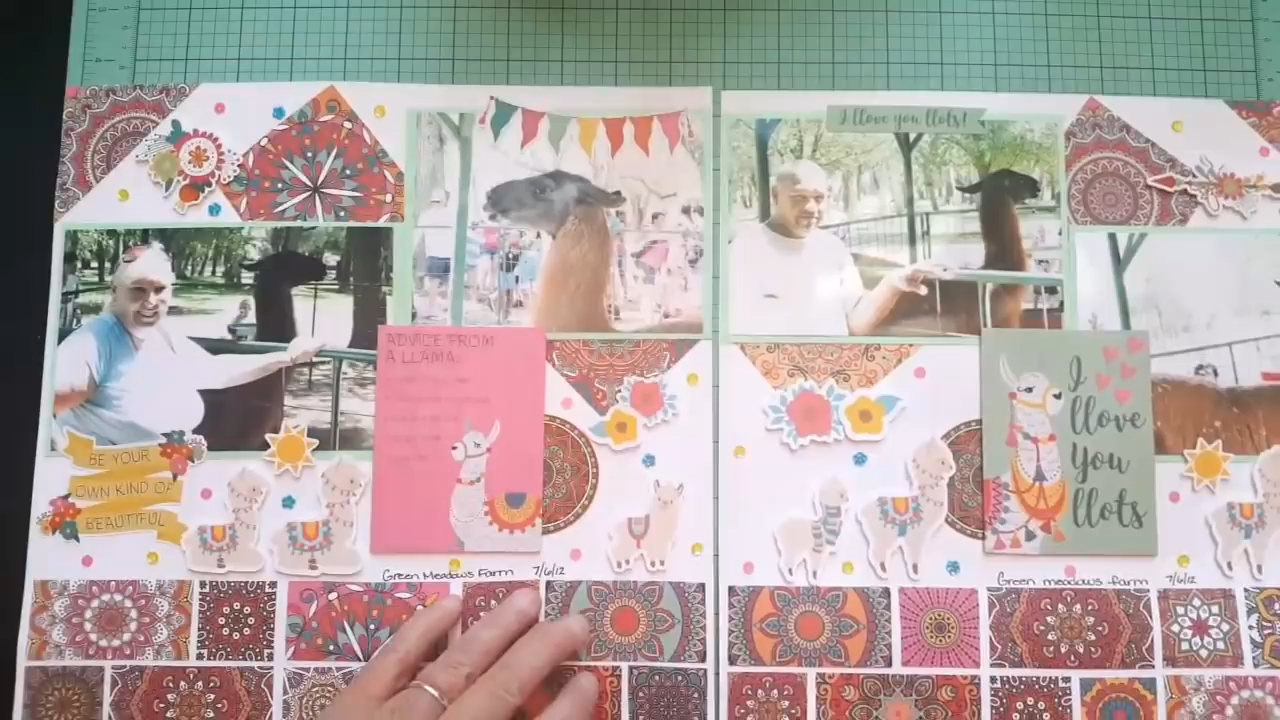 I llove you llots!
ADVICE FROM
A LLAMA:
I
llove
You
llots
BE YOUR
OWN KIND OF
BEAUTIFUL
Green Meadows Farm 7/6/12
Green meadows farm 7/6/12